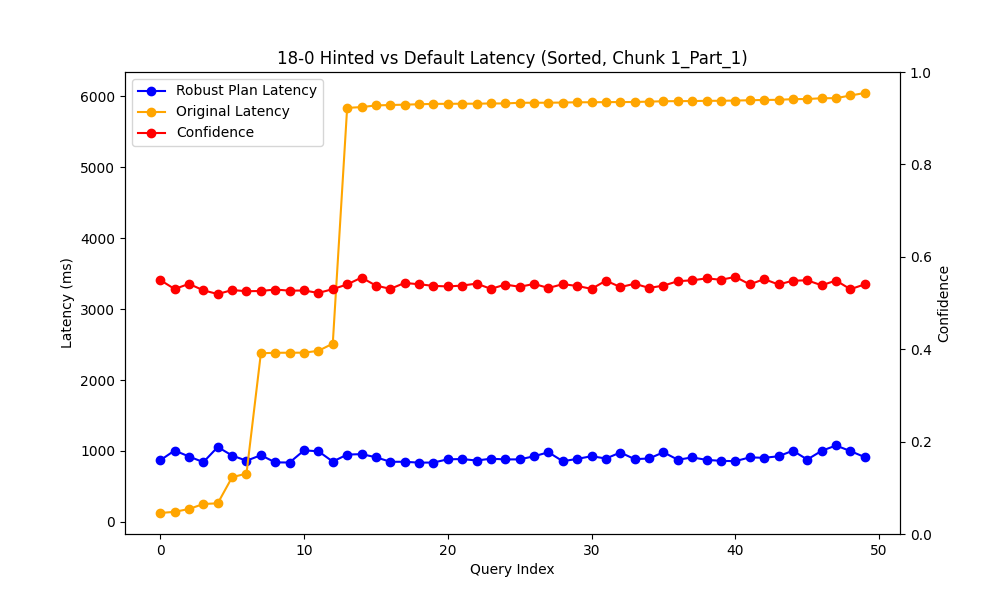 18-0 Hinted vs Default Latency (Sorted, Chunk 1_Part_1)
Robust Plan Latency
Original Latency
Confidence
Latency (ms)
6000
5000
4000
3000
2000
1000
0
1.0
0.8
0.6
0.4
0.2
0.0
Confidence
0 10 20 30 40 50
Query Index